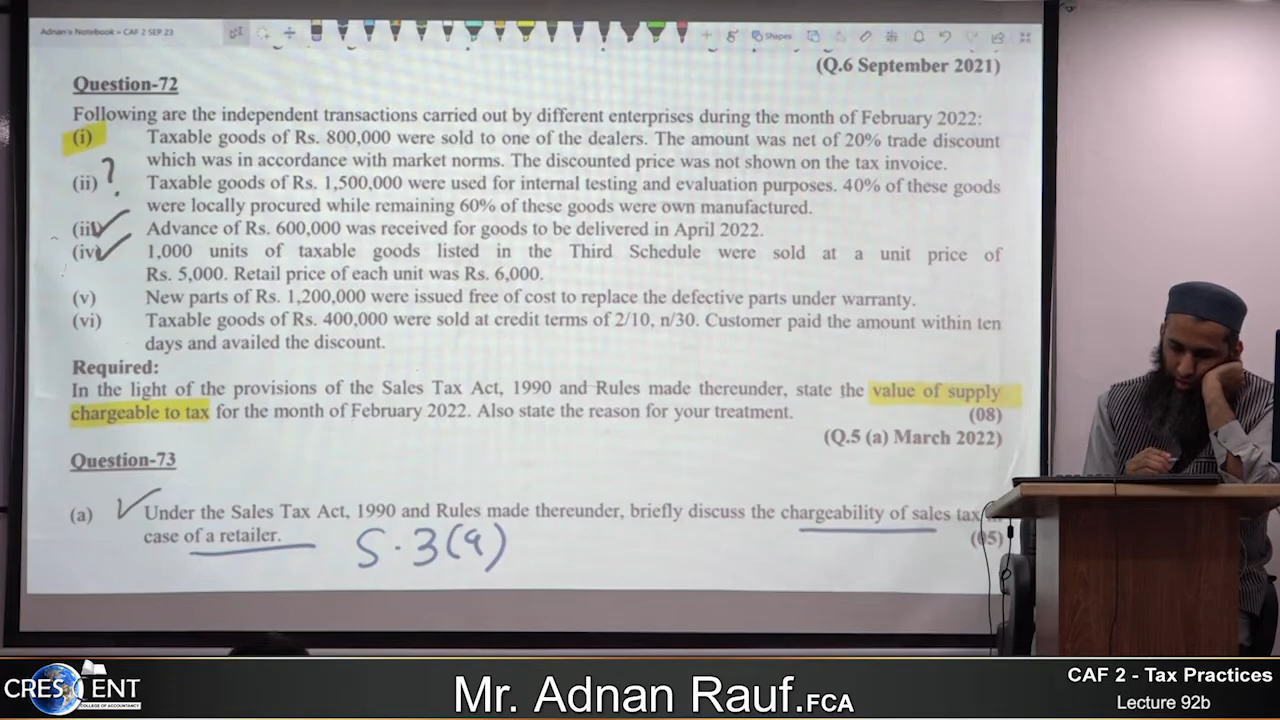 Adnan's Notebook > CAF 2 SEP 23
Shapes
(Q.6 September 2021)
Question-72
Following are the independent transactions carried out by different enterprises during the month of February 2022:
(i) Taxable goods of Rs. 800,000 were sold to one of the dealers. The amount was net of 20% trade discount
which was in accordance with market norms. The discounted price was not shown on the tax invoice.
?
(ii) Taxable goods of Rs. 1,500,000 were used for internal testing and evaluation purposes. 40% of these goods
were locally procured while remaining 60% of these goods were own manufactured.
(iii) Advance of Rs. 600,000 was received for goods to be delivered in April 2022.
(iv) 1,000 units of taxable goods listed in the Third Schedule were sold at a unit price of
Rs. 5,000. Retail price of each unit was Rs. 6,000.
(v) New parts of Rs. 1,200,000 were issued free of cost to replace the defective parts under warranty.
(vi) Taxable goods of Rs. 400,000 were sold at credit terms of 2/10, n/30. Customer paid the amount within ten
days and availed the discount.
Required:
In the light of the provisions of the Sales Tax Act, 1990 and Rules made thereunder, state the value of supply
chargeable to tax for the month of February 2022. Also state the reason for your treatment. (08)
(Q.5 (a) March 2022)
Question-73
(a) Under the Sales Tax Act, 1990 and Rules made thereunder, briefly discuss the chargeability of sales tax
case of a retailer. (05)
S.3(9)
CRESCENT
COLLEGE OF ACCOUNTANCY
Mr. Adnan Rauf.FCA
CAF 2 - Tax Practices
Lecture 92b